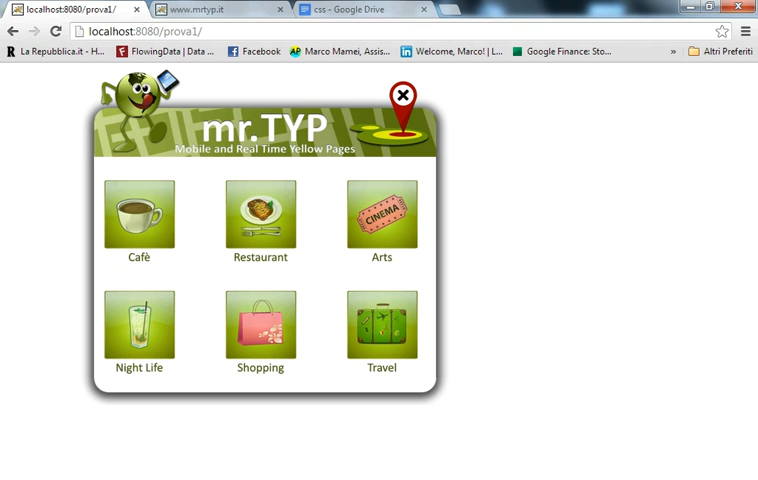 localhost:8080/prova1/
www.mrtyp.it
css - Google Drive
localhost:8080/prova1/
La Repubblica.it - H...
FlowingData | Data ...
Facebook
Marco Mamei, Assis...
Welcome, Marco! | L...
Google Finance: Sto...
»
Altri Preferiti
mr.TYP
Mobile and Real Time Yellow Pages
CINEMA
Cafè
Restaurant
Arts
Night Life
Shopping
Travel